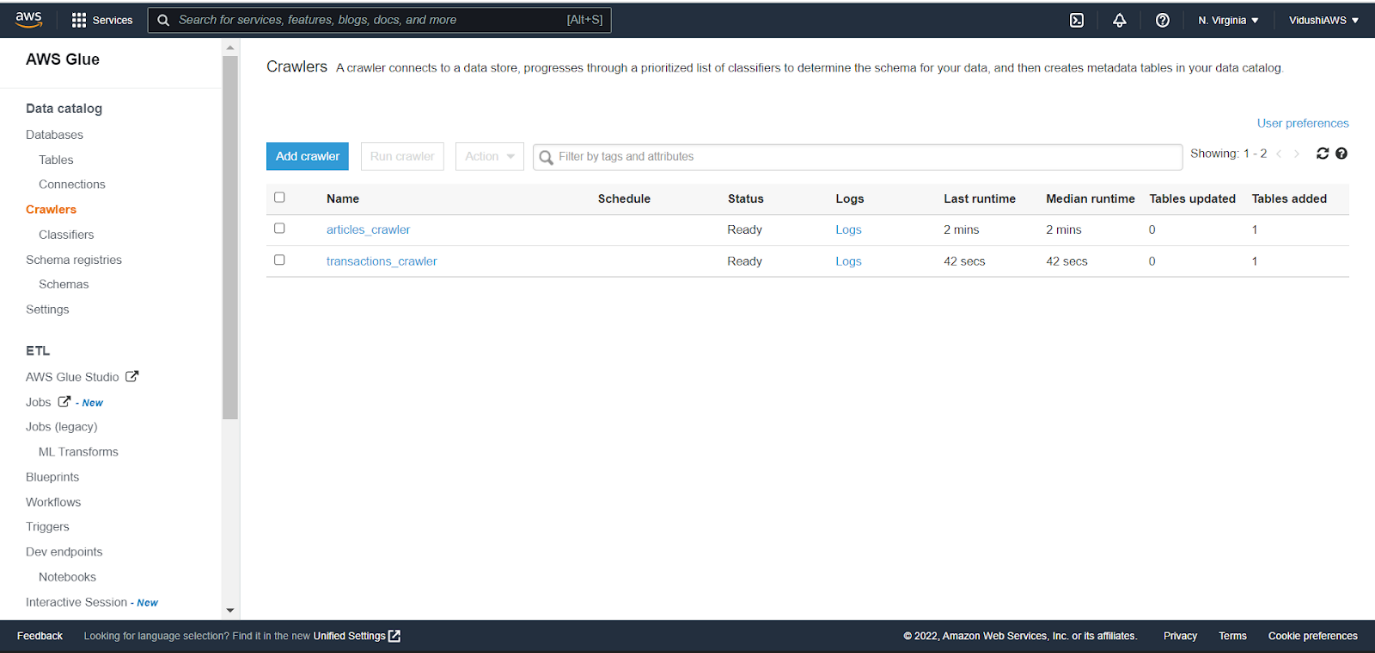 aws Services Search for services, features, blogs, docs, and more [Alt+S] N. Virginia VidushiAWS
AWS Glue
Data catalog
Databases
Tables
Connections
Crawlers
Classifiers
Schema registries
Schemas
Settings
ETL
AWS Glue Studio
Jobs - New
Jobs (legacy)
ML Transforms
Blueprints
Workflows
Triggers
Dev endpoints
Notebooks
Interactive Session - New
Crawlers A crawler connects to a data store, progresses through a prioritized list of classifiers to determine the schema for your data, and then creates metadata tables in your data catalog.
User preferences
Add crawler Run crawler Action Filter by tags and attributes Showing: 1 - 2
Name Schedule Status Logs Last runtime Median runtime Tables updated Tables added
articles_crawler Ready Logs 2 mins 2 mins 0 1
transactions_crawler Ready Logs 42 secs 42 secs 0 1
Feedback Looking for language selection? Find it in the new Unified Settings © 2022, Amazon Web Services, Inc. or its affiliates. Privacy Terms Cookie preferences